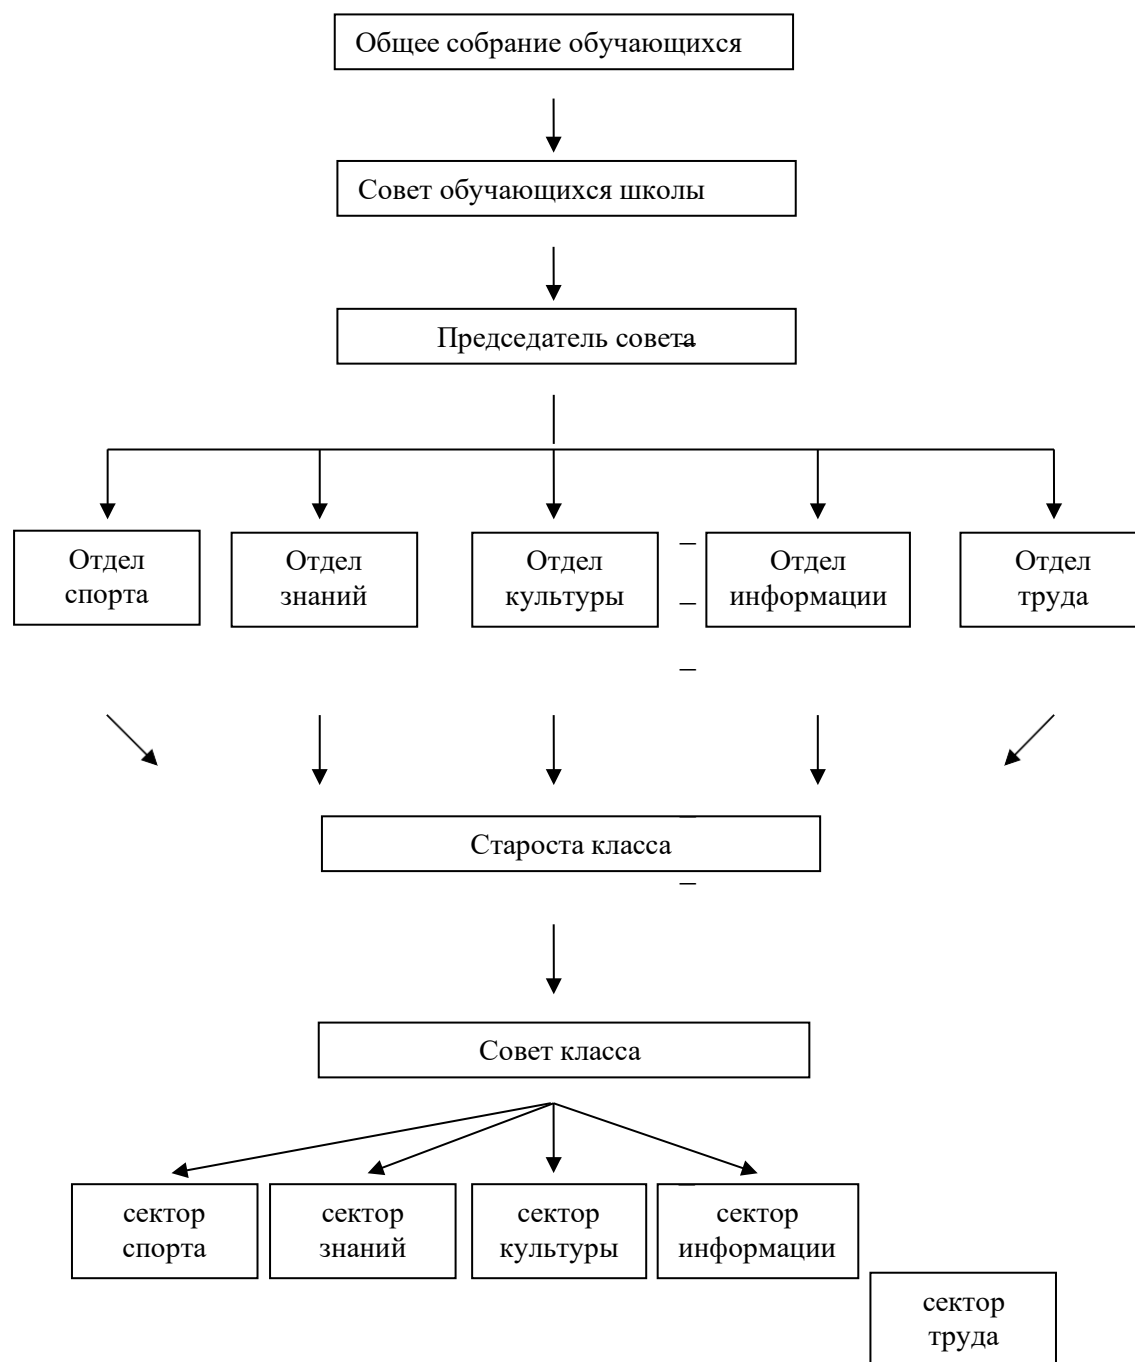 Общее собрание обучающихся
Совет обучающихся школы
Председатель совета
Отдел
спорта
Отдел
знаний
Отдел
культуры
Отдел
информации
Отдел
труда
Староста класса
Совет класса
сектор
спорта
сектор
знаний
сектор
культуры
сектор
информации
сектор
труда